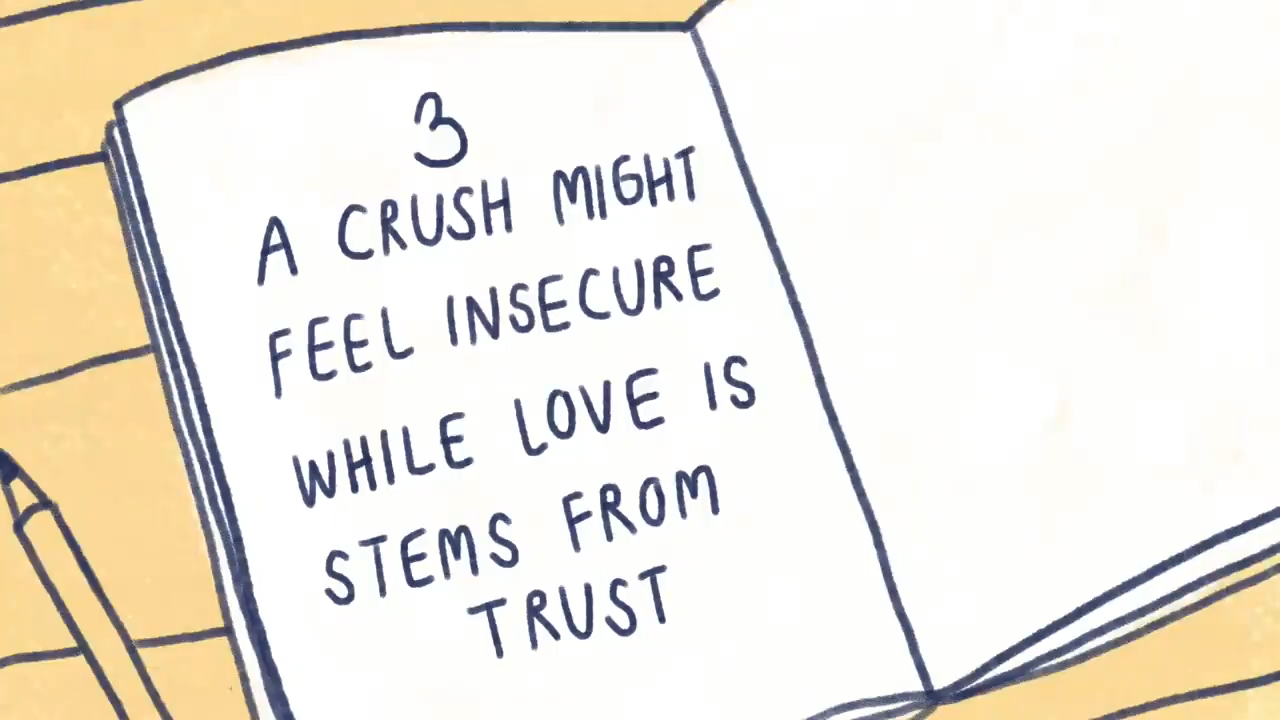 3
A CRUSH MIGHT
FEEL INSECURE
WHILE LOVE IS
STEMS FROM
TRUST